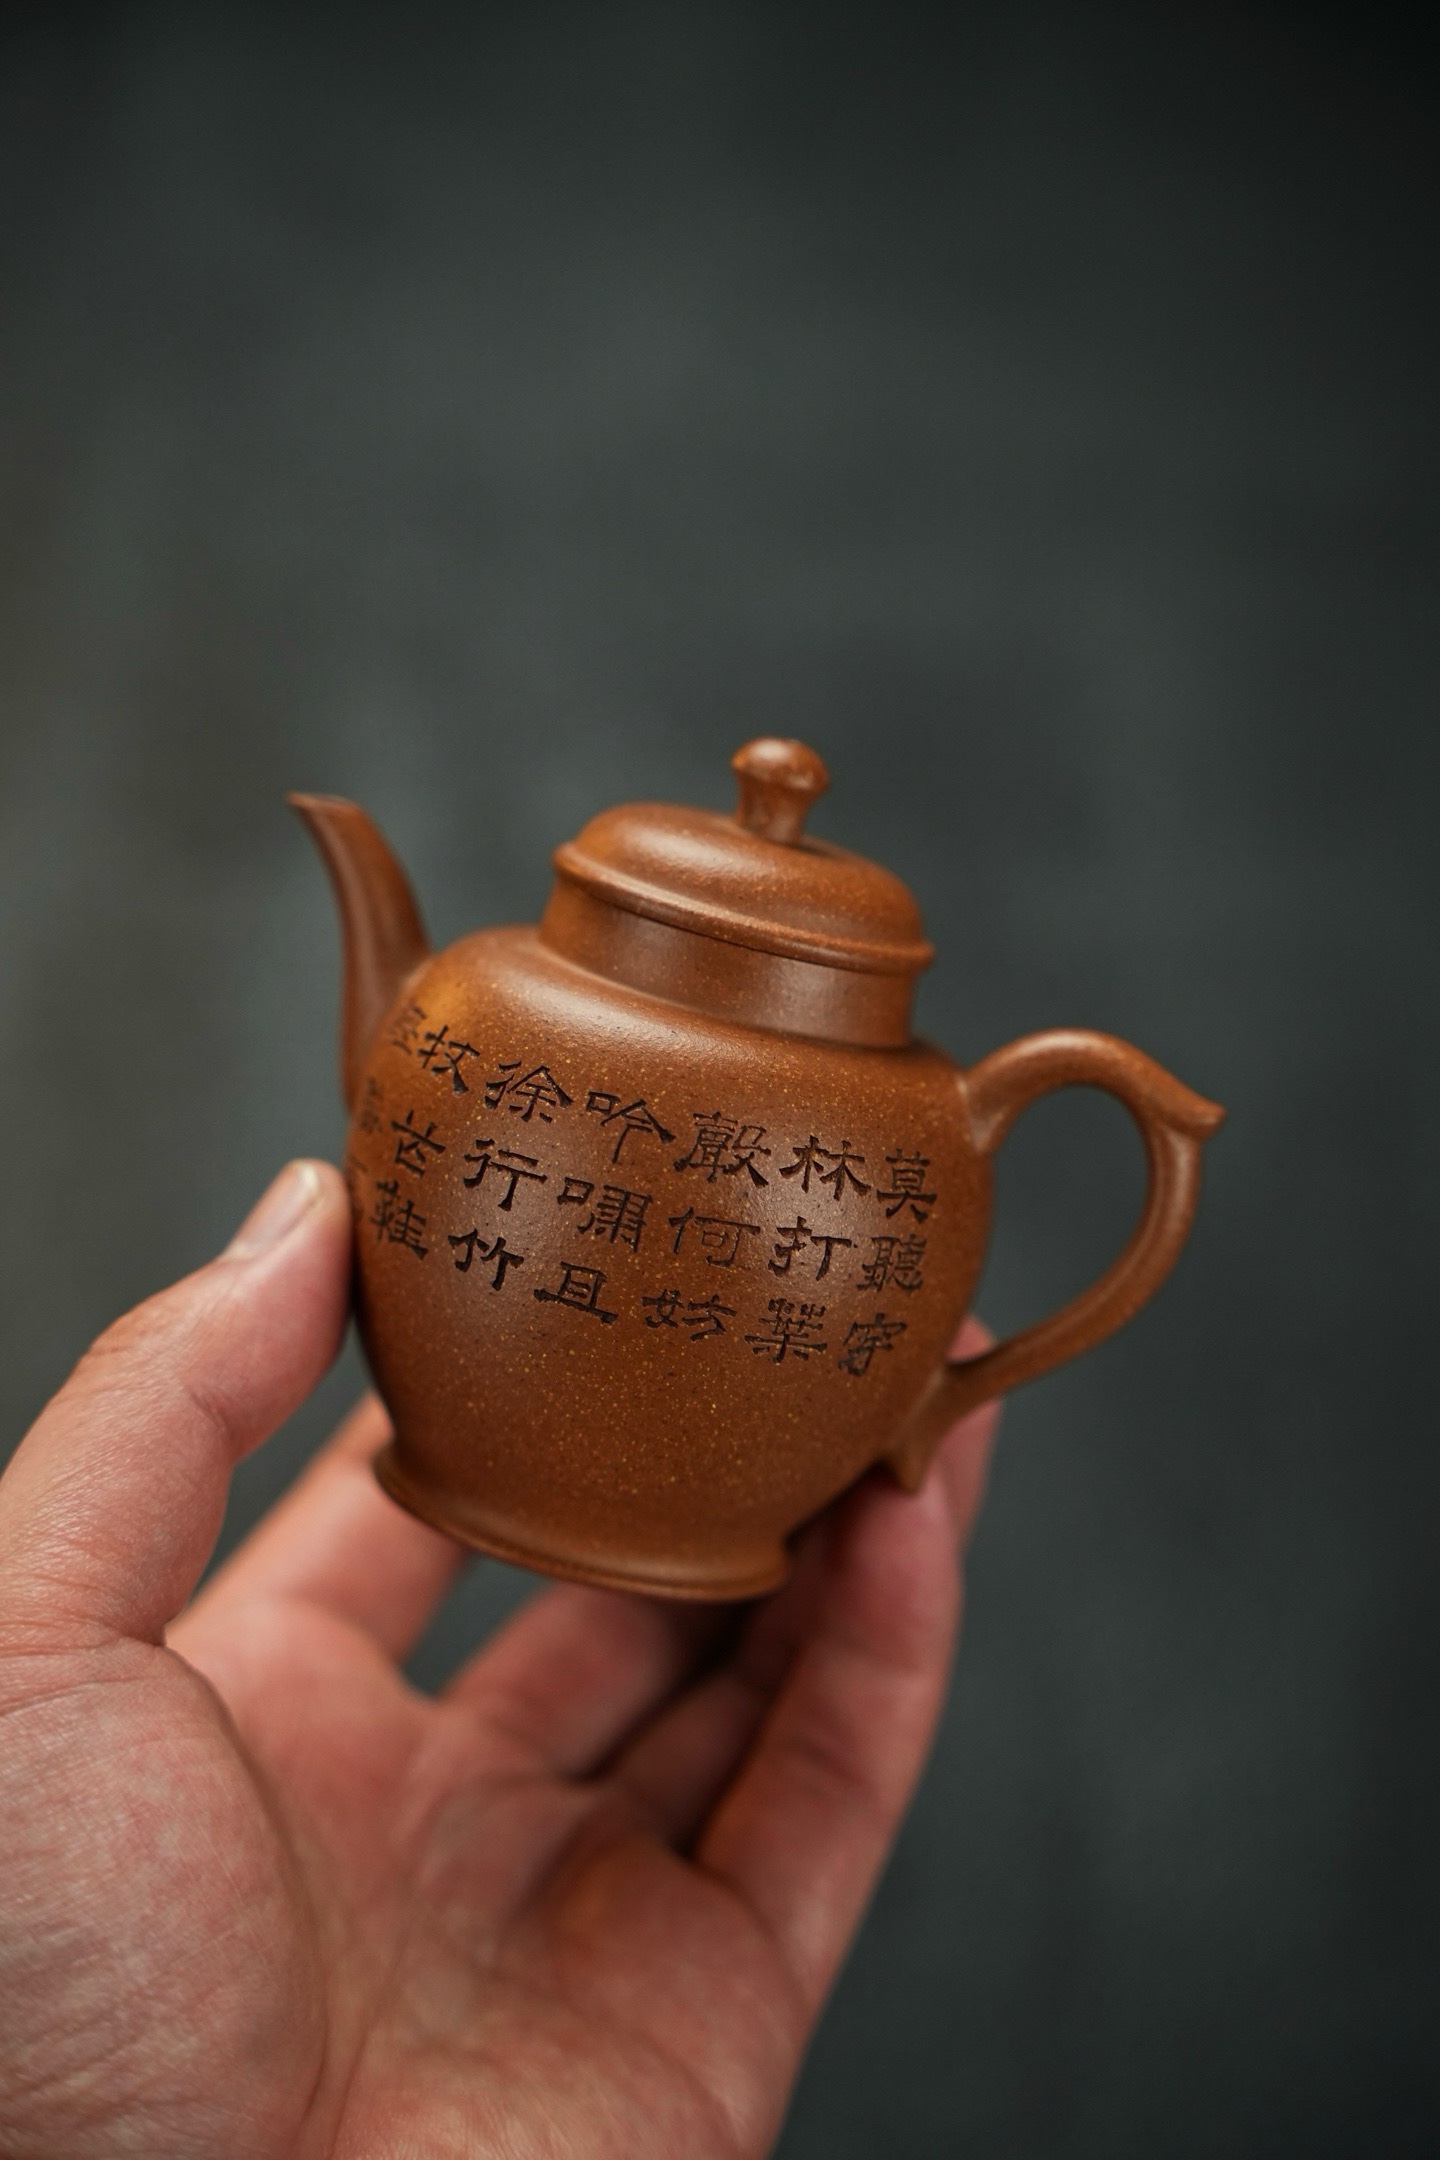 莫聽穿
林打葉
聲何妨
吟嘯且
徐行竹
杖芒鞋